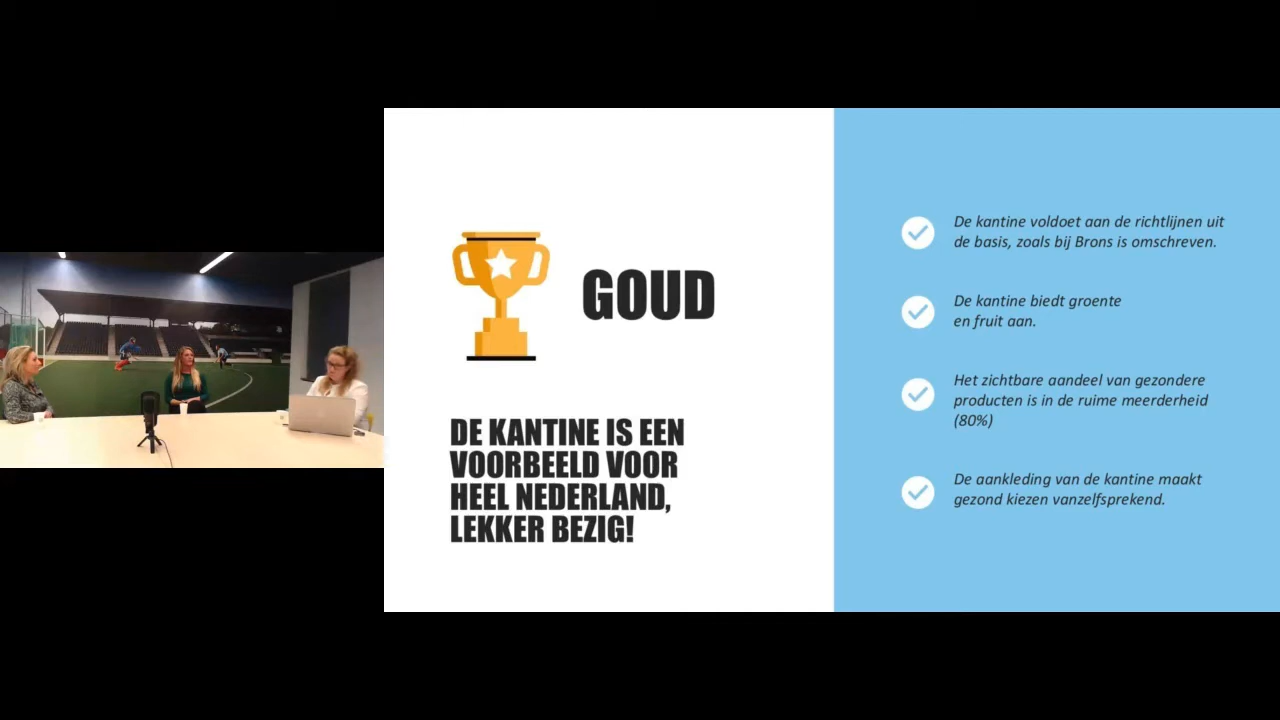 GOUD
DE KANTINE IS EEN
VOORBEELD VOOR
HEEL NEDERLAND,
LEKKER BEZIG!
De kantine voldoet aan de richtlijnen uit
de basis, zoals bij Brons is omschreven.
De kantine biedt groente
en fruit aan.
Het zichtbare aandeel van gezondere
producten is in de ruime meerderheid
(80%)
De aankleding van de kantine maakt
gezond kiezen vanzelfsprekend.